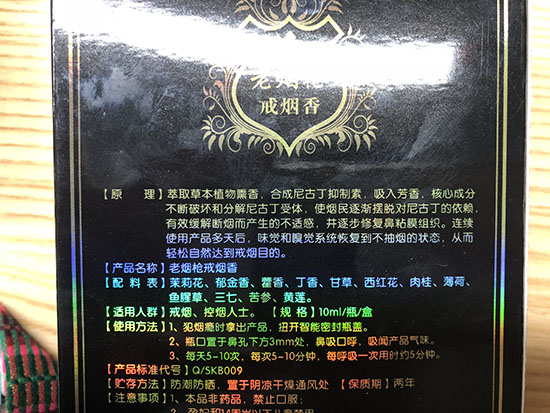 戒烟香
【原 理】萃取草本植物熏香，合成尼古丁抑制素，吸入芳香，核心成分
不断破坏和分解尼古丁受体，使烟民逐渐摆脱对尼古丁的依赖，
有效缓解断烟而产生的不适感，并逐步修复鼻粘膜组织。连续
使用产品多天后，味觉和嗅觉系统恢复到不抽烟的状态，从而
轻松自然达到戒烟目的。
【产品名称】老烟枪戒烟香
【配 料 表】茉莉花、郁金香、藿香、丁香、甘草、西红花、肉桂、薄荷、
鱼腥草、三七、苦参、黄莲。
【适用人群】戒烟、控烟人士。【规 格】10ml/瓶/盒
【使用方法】1、犯烟瘾时拿出产品，扭开智能密封瓶盖。
2、瓶口置于鼻孔下方3mm处，鼻吸口呼，吸闻产品气味。
3、每天5-10次，每次5-10分钟，每呼吸一次用时约5分钟。
【产品标准代号】Q/SKB009
【贮存方法】防潮防晒，置于阴凉干燥通风处【保质期】两年
【注意事项】1、本品非药品，禁止口服；